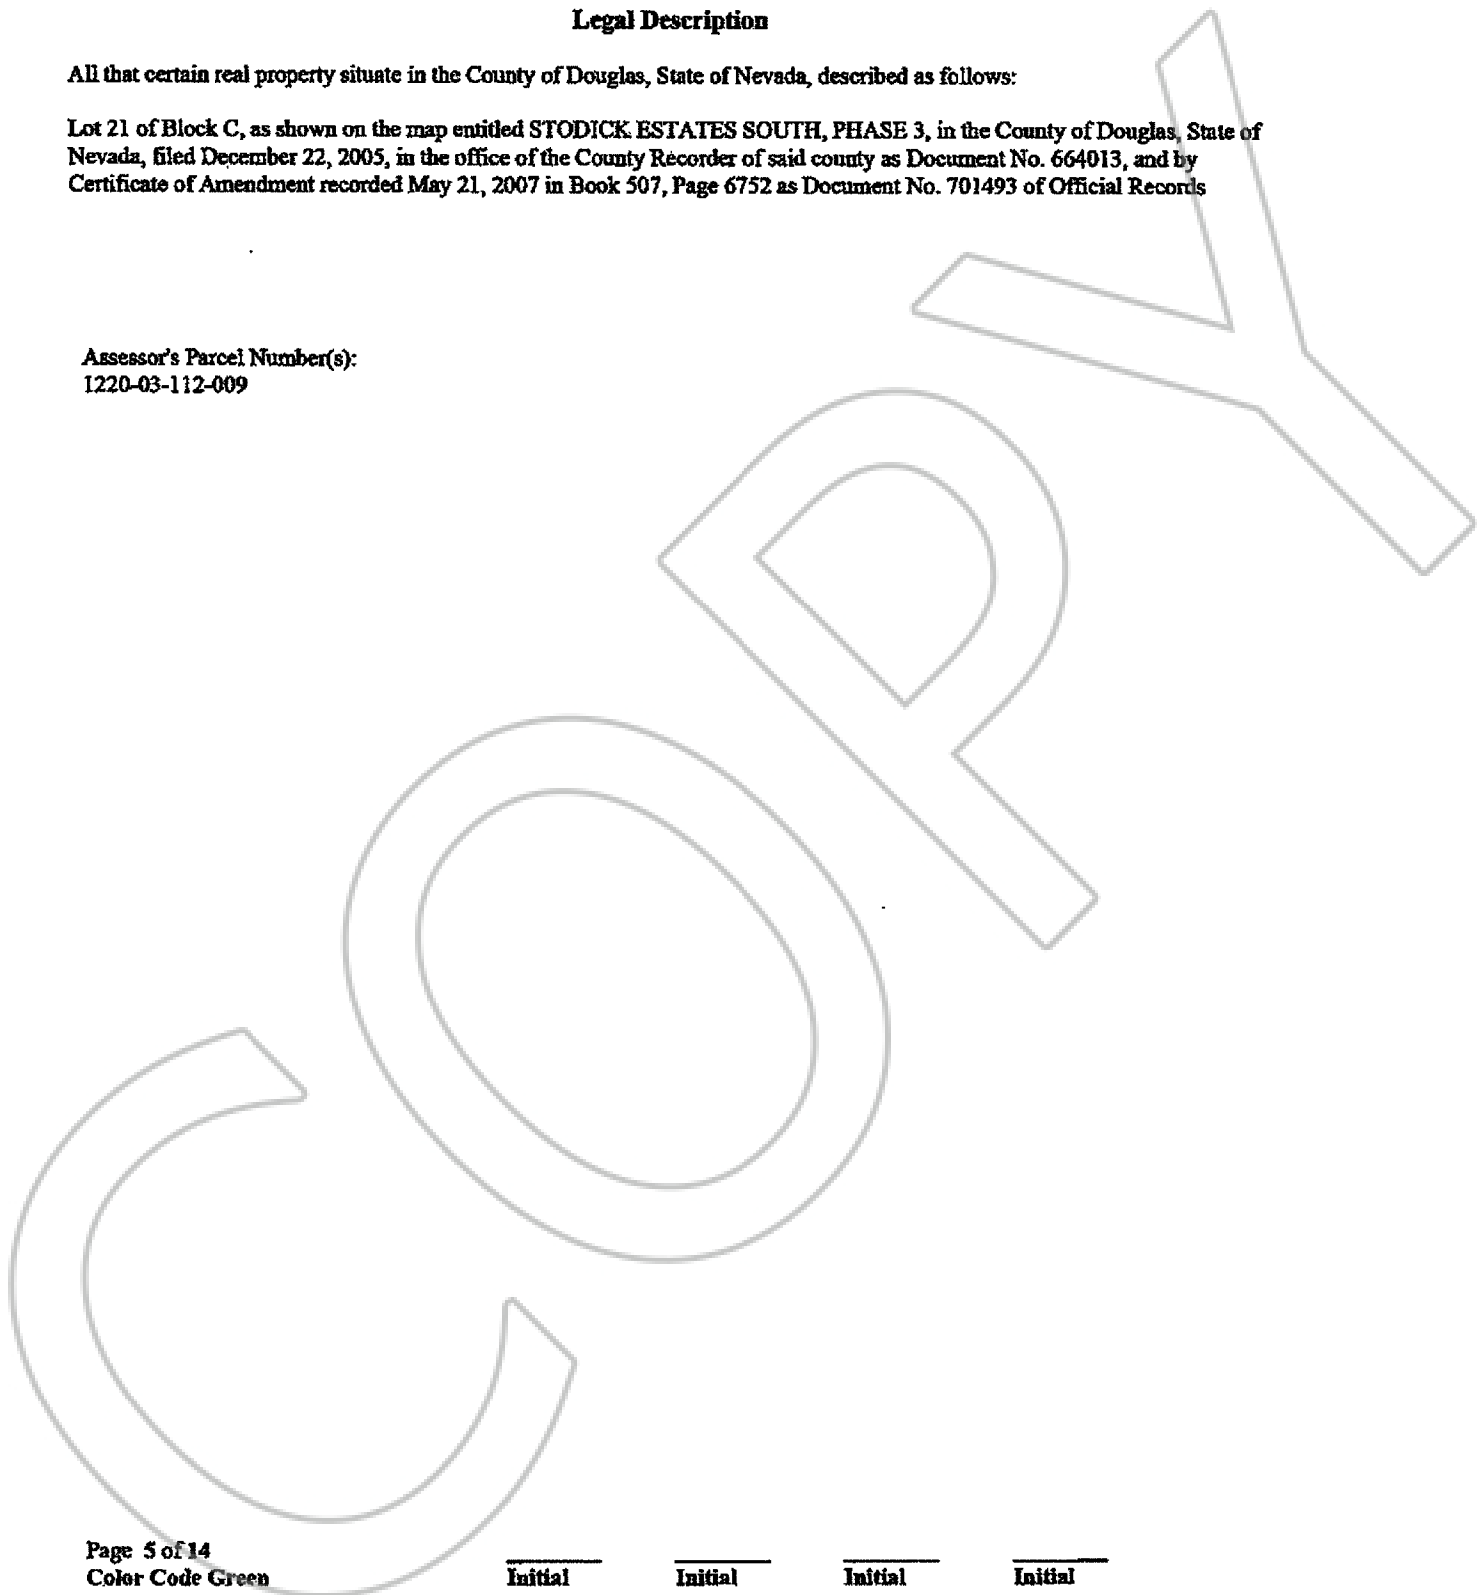 Legal Description
All that certain real property situate in the County of Douglas, State of Nevada, described as follows:
Lot 21 of Block C, as shown on the map entitled STODICK ESTATES SOUTH, PHASE 3, in the County of Douglas, State of
Nevada, filed December 22, 2005, in the office of the County Recorder of said county as Document No. 664013, and by
Certificate of Amendment recorded May 21, 2007 in Book 507, Page 6752 as Document No. 701493 of Official Records
Assessor's Parcel Number(s):
1220-03-112-009
COPY
Page 5 of 14
Color Code Green
Initial Initial Initial Initial